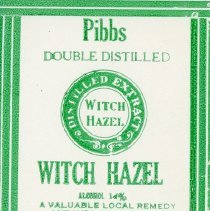 Pibbs
DOUBLE DISTILLED
DISTILLED EXTRACT
WITCH
HAZEL
WITCH HAZEL
ALCOHOL 14%
A VALUABLE LOCAL REMEDY